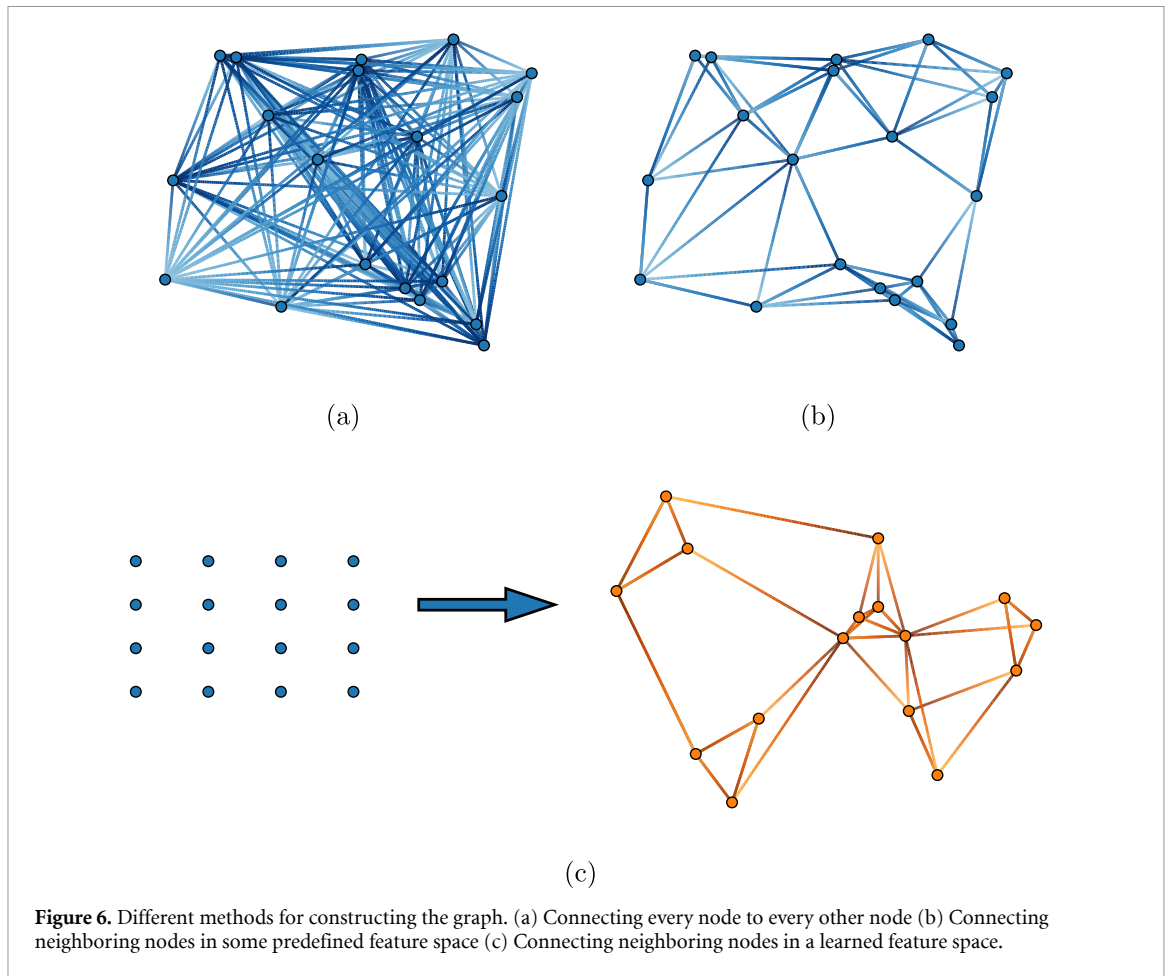 (a)
(b)
(c)
Figure 6. Different methods for constructing the graph. (a) Connecting every node to every other node (b) Connecting
neighboring nodes in some predefined feature space (c) Connecting neighboring nodes in a learned feature space.